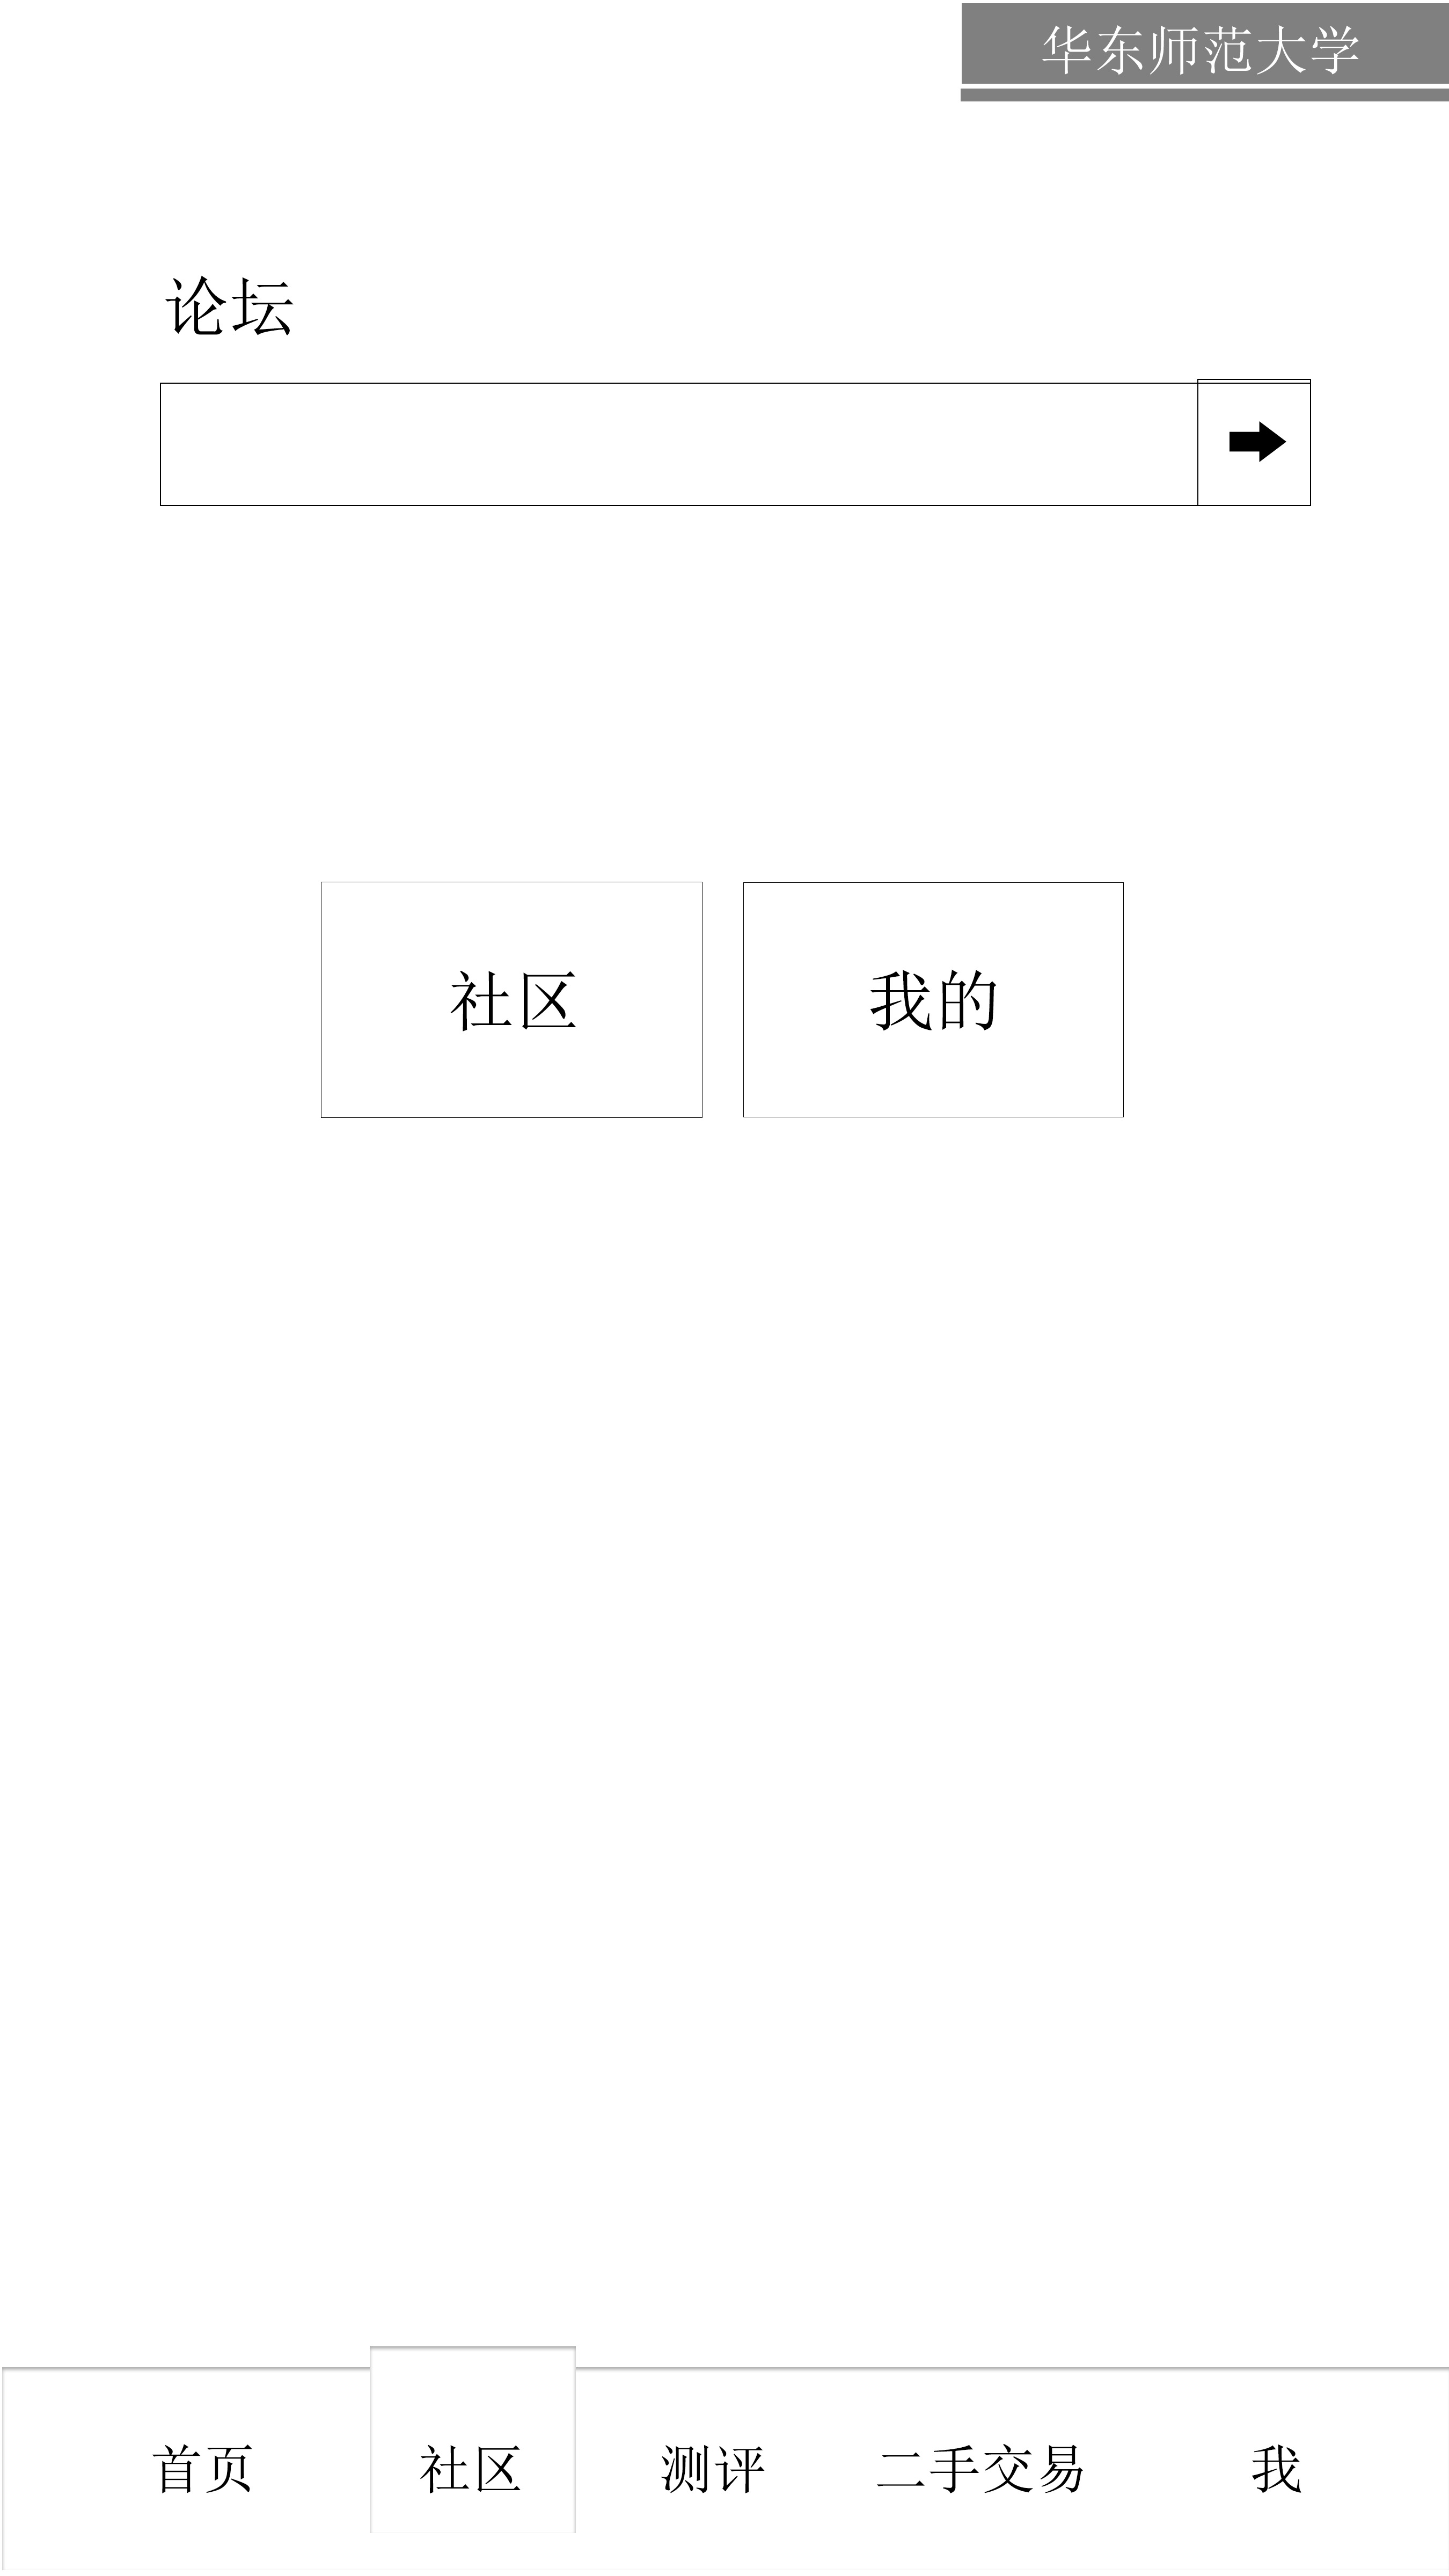 华东师范大学
论坛
社区 我的
首页 社区 测评 二手交易 我